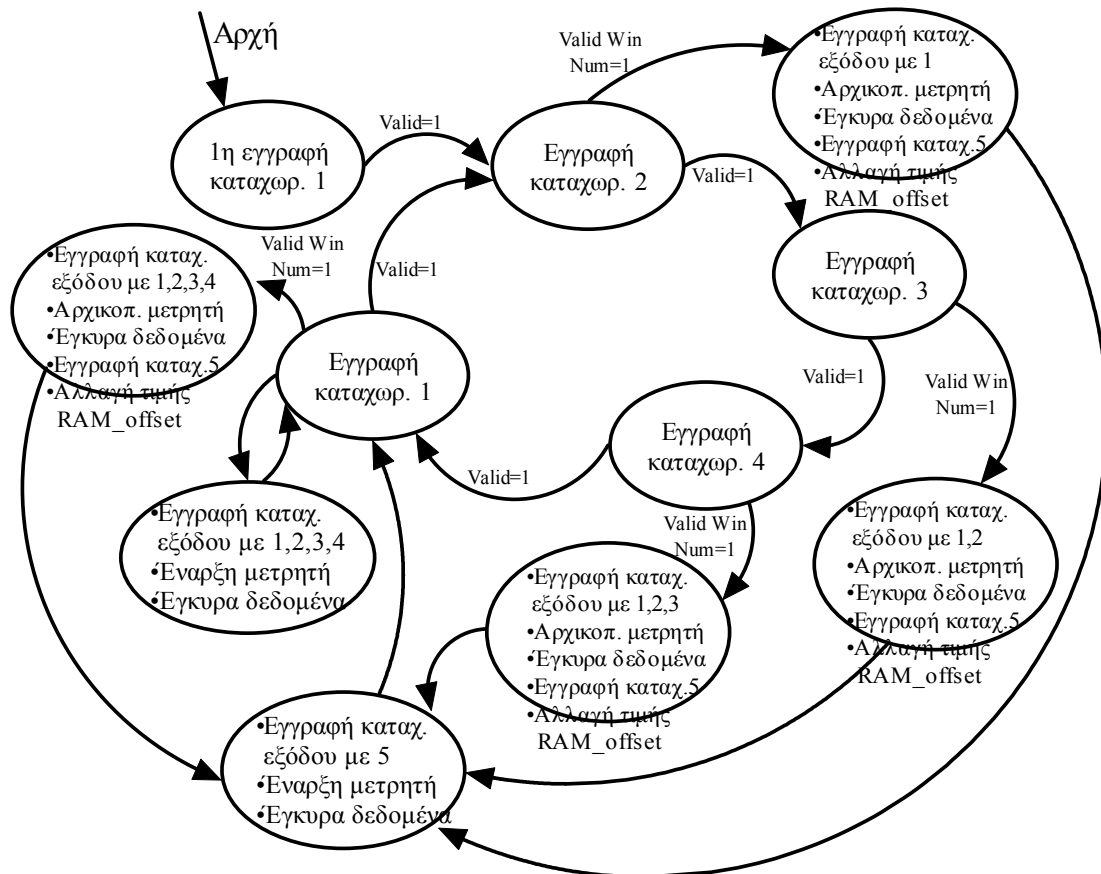 Αρχή
Valid Win
Num=1
•Εγγραφή καταχ.
εξόδου με 1
•Αρχικοπ. μετρητή
•Έγκυρα δεδομένα
•Εγγραφή καταχ.5
•Αλλαγή τιμής
RAM_offset
1η εγγραφή
καταχωρ. 1
Valid=1
Εγγραφή
καταχωρ. 2
Valid=1
Εγγραφή
καταχωρ. 3
•Εγγραφή καταχ.
εξόδου με 1,2,3,4
•Αρχικοπ. μετρητή
•Έγκυρα δεδομένα
•Εγγραφή καταχ.5
•Αλλαγή τιμής
RAM_offset
Valid Win
Num=1
Valid=1
Εγγραφή
καταχωρ. 1
Valid=1
Valid Win
Num=1
Εγγραφή
καταχωρ. 4
Valid=1
•Εγγραφή καταχ.
εξόδου με 1,2,3,4
•Έναρξη μετρητή
•Έγκυρα δεδομένα
Valid Win
Num=1
•Εγγραφή καταχ.
εξόδου με 1,2
•Αρχικοπ. μετρητή
•Έγκυρα δεδομένα
•Εγγραφή καταχ.5
•Αλλαγή τιμής
RAM_offset
•Εγγραφή καταχ.
εξόδου με 1,2,3
•Αρχικοπ. μετρητή
•Έγκυρα δεδομένα
•Εγγραφή καταχ.5
•Αλλαγή τιμής
RAM_offset
•Εγγραφή καταχ.
εξόδου με 5
•Έναρξη μετρητή
•Έγκυρα δεδομένα